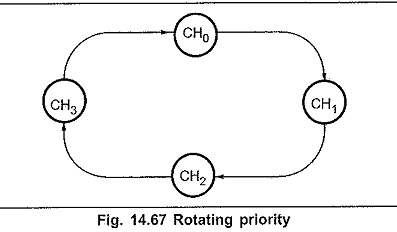 CH0
CH3
CH1
CH2
Fig. 14.67 Rotating priority